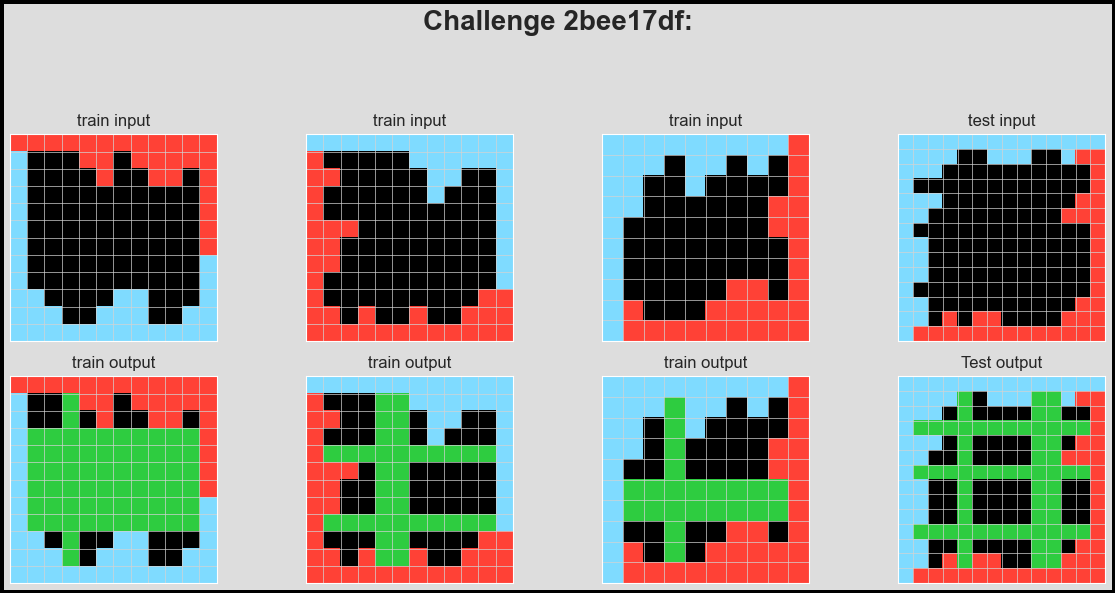 Challenge 2bee17df:
train input
train input
train input
test input
train output
train output
train output
Test output